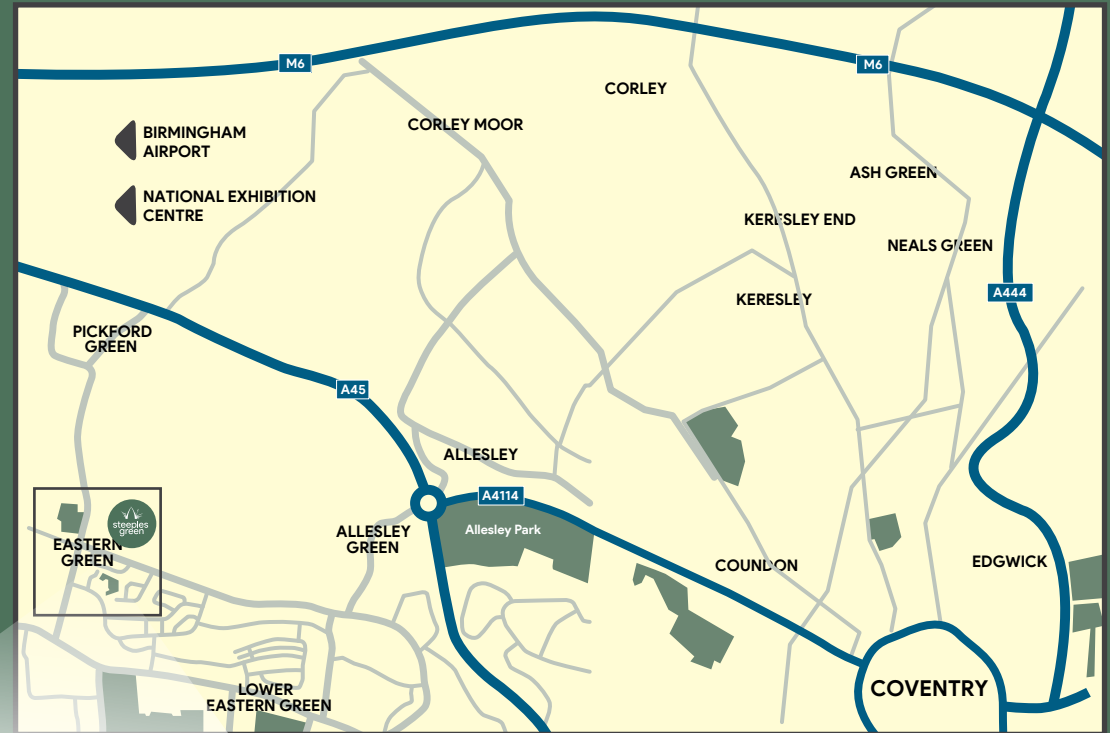 M6
M6
CORLEY
CORLEY MOOR
BIRMINGHAM
AIRPORT
ASH GREEN
NATIONAL EXHIBITION
CENTRE
KERESLEY END
NEALS GREEN
A444
KERESLEY
PICKFORD
GREEN
A45
ALLESLEY
A4114
steeples
green
Allesley Park
ALLESLEY
GREEN
EASTERN
GREEN
COUNDON
EDGWICK
COVENTRY
LOWER
EASTERN GREEN